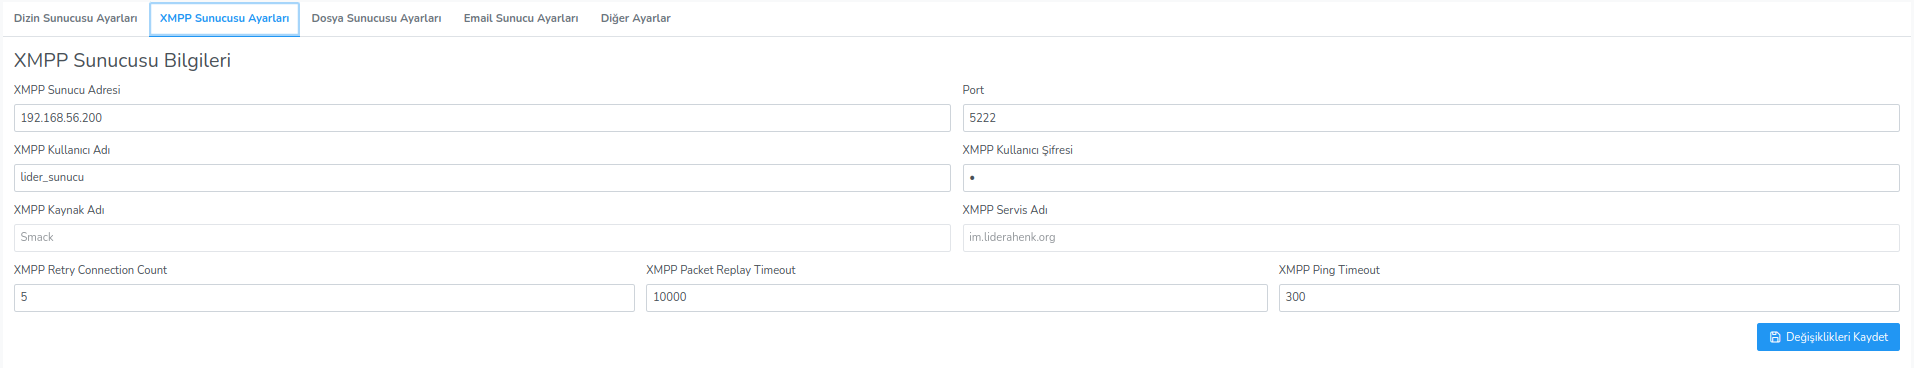 Dizin Sunucusu Ayarları XMPP Sunucusu Ayarları Dosya Sunucusu Ayarları Email Sunucu Ayarları Diğer Ayarlar
XMPP Sunucusu Bilgileri
XMPP Sunucu Adresi Port
192.168.56.200 5222
XMPP Kullanıcı Adı XMPP Kullanıcı Şifresi
lider_sunucu •
XMPP Kaynak Adı XMPP Servis Adı
Smack im.liderahenk.org
XMPP Retry Connection Count XMPP Packet Replay Timeout XMPP Ping Timeout
5 10000 300
Değişiklikleri Kaydet